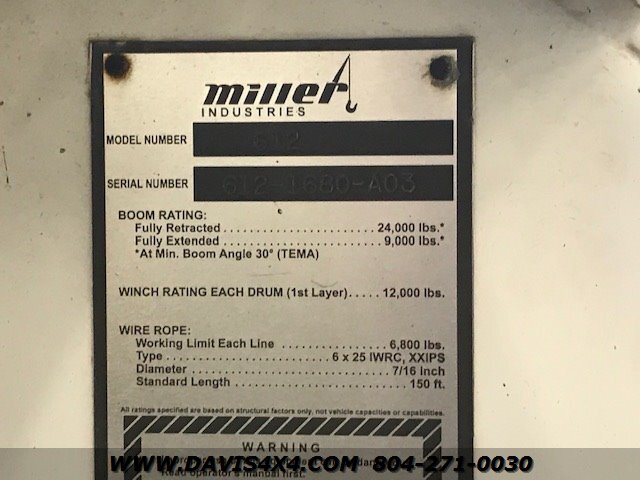 miller
INDUSTRIES
MODEL NUMBER 612
SERIAL NUMBER 612-1680-A03
BOOM RATING:
Fully Retracted ........................ 24,000 lbs.*
Fully Extended ......................... 9,000 lbs.*
*At Min. Boom Angle 30° (TEMA)
WINCH RATING EACH DRUM (1st Layer)..... 12,000 lbs.
WIRE ROPE:
Working Limit Each Line ................ 6,800 lbs.
Type ......................... 6 x 25 IWRC, XXIPS
Diameter ................................. 7/16 Inch
Standard Length ........................... 150 ft.
All ratings specified are based on structural factors only, not vehicle capacities or capabilities.
WARNING
WWW.DAVIS4X4.COM 804-271-0030
Read operator's manual first.